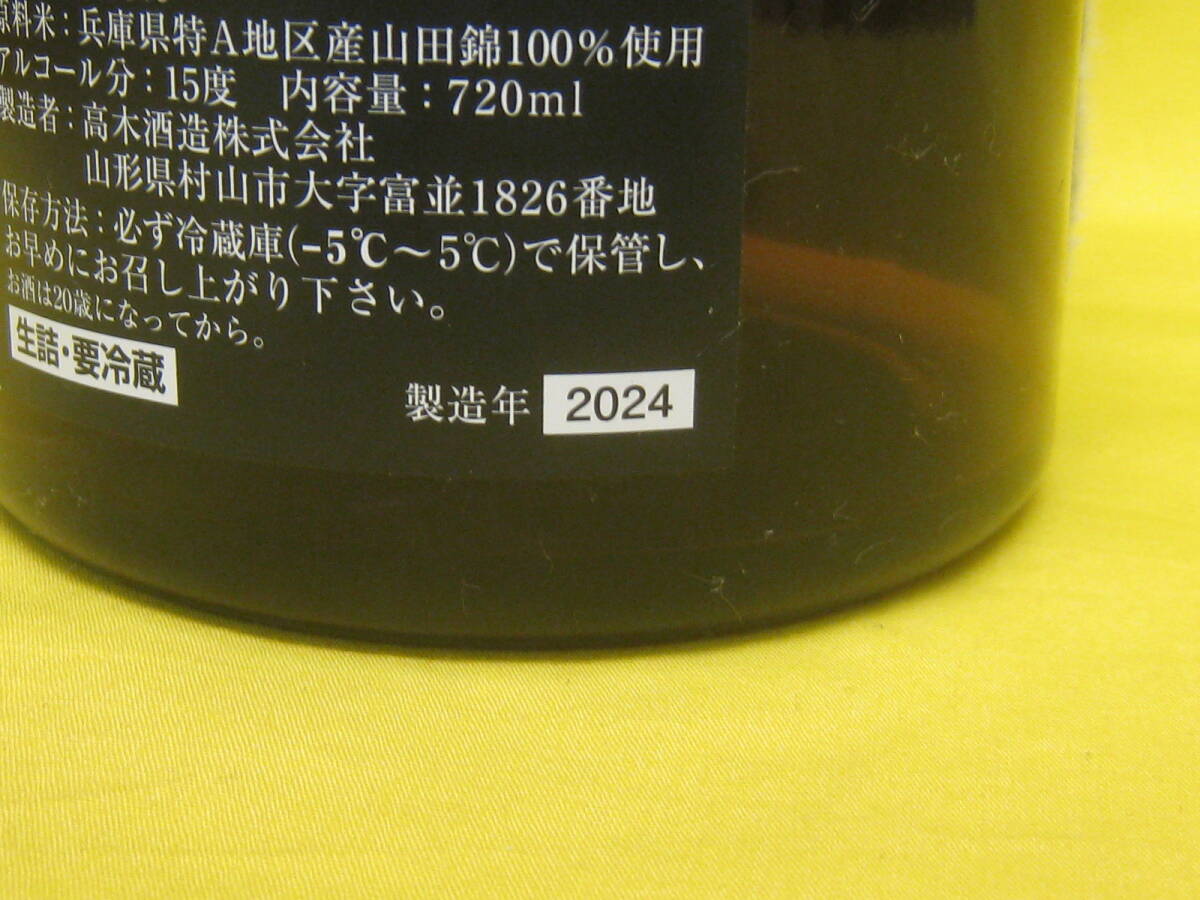 原料米：兵庫県特A地区産山田錦100％使用
アルコール分：15度　内容量：720ml
製造者：高木酒造株式会社
山形県村山市大字富並1826番地
保存方法：必ず冷蔵庫(−5℃〜5℃)で保管し、
お早めにお召し上がり下さい。
お酒は20歳になってから。
生詰・要冷蔵
製造年 2024